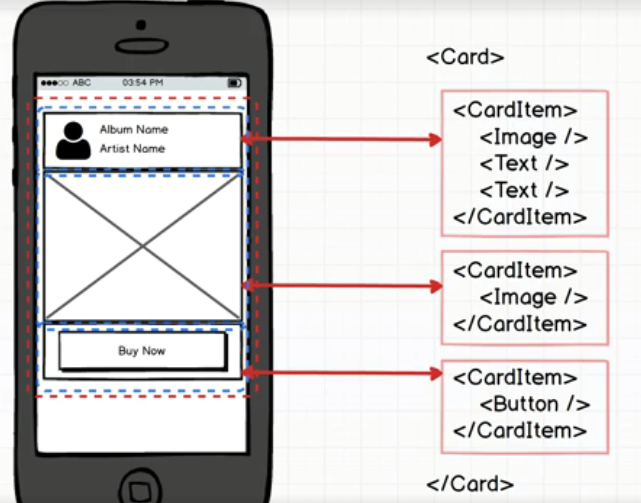 ABC 03:54 PM
Album Name
Artist Name
Buy Now
<Card>
<CardItem>
<Image />
<Text />
<Text />
</CardItem>
<CardItem>
<Image />
</CardItem>
<CardItem>
<Button />
</CardItem>
</Card>